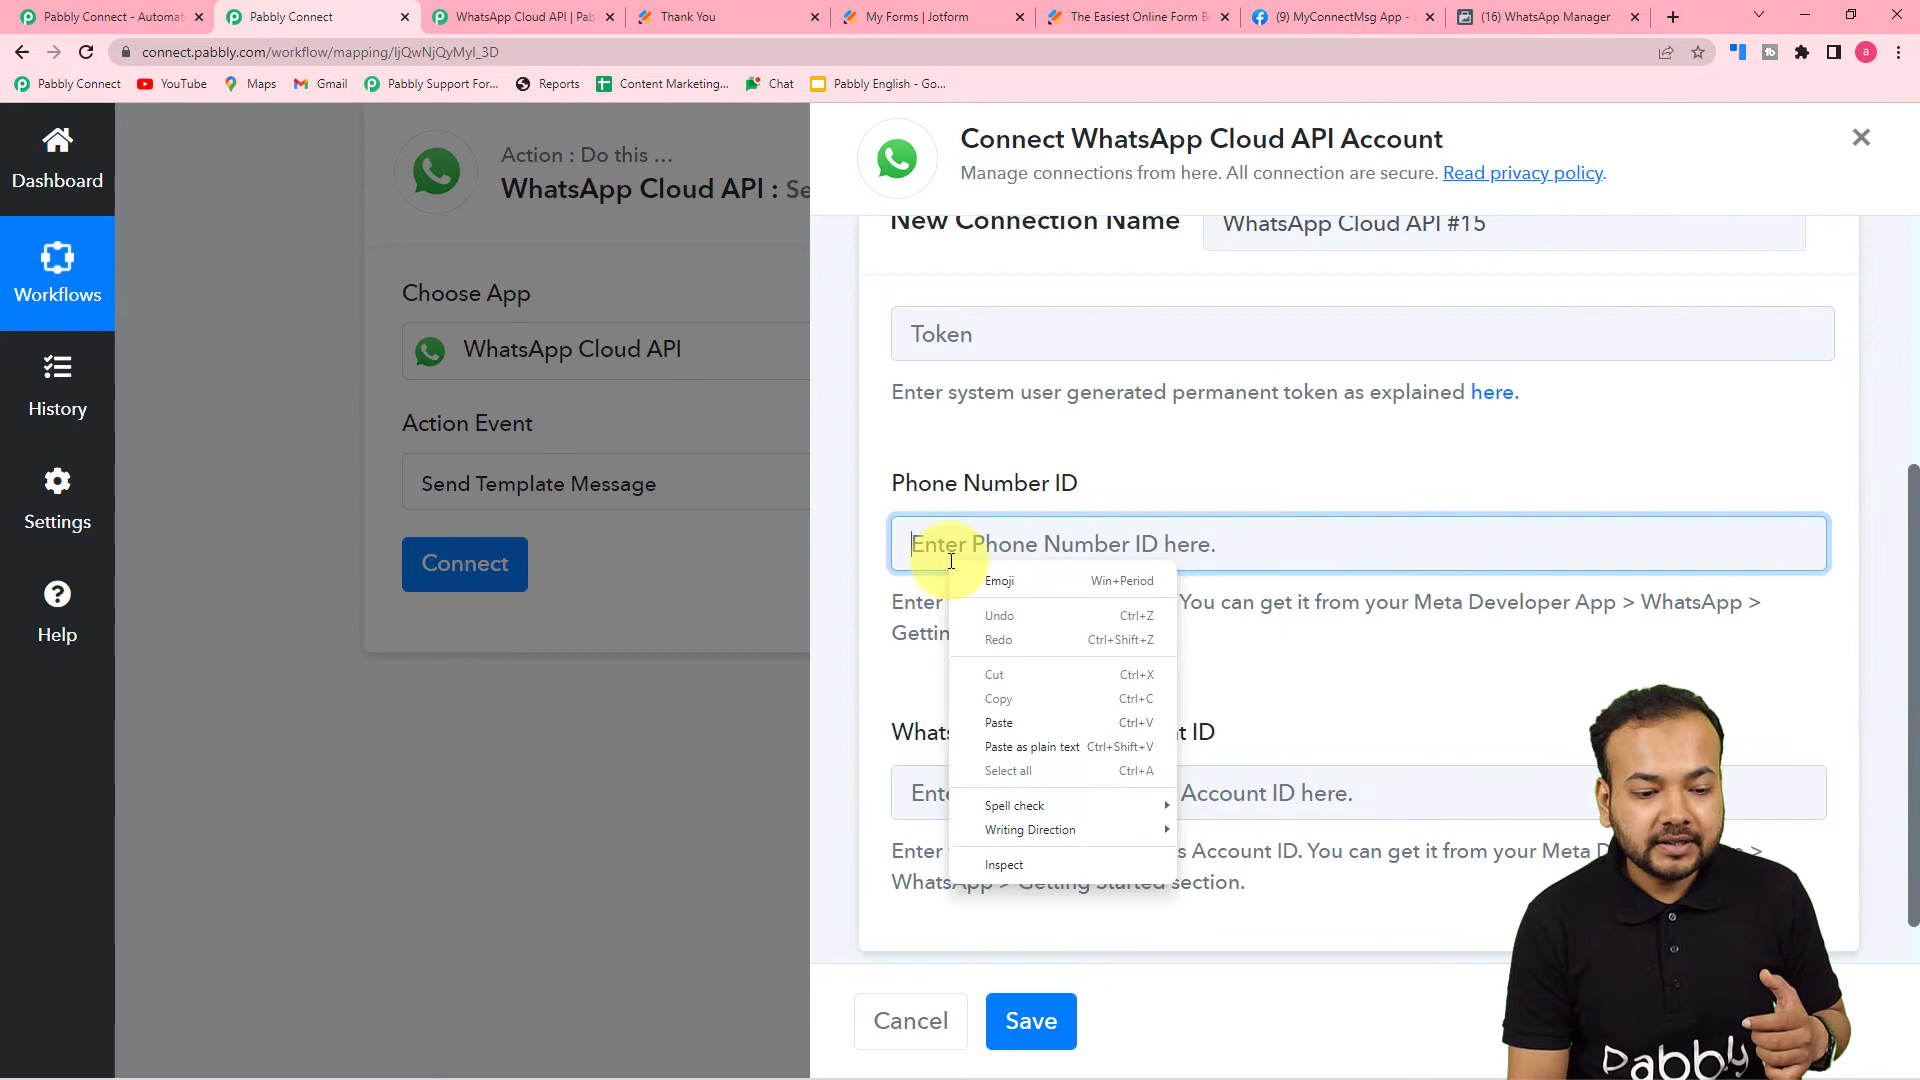 Pabbly Connect - Automat
Pabbly Connect
WhatsApp Cloud API | Pab
Thank You
My Forms | Jotform
The Easiest Online Form B
(9) MyConnectMsg App -
(16) WhatsApp Manager
connect.pabbly.com/workflow/mapping/IjQwNjQyMyI_3D
a
Pabbly Connect
YouTube
Maps
Gmail
Pabbly Support For...
Reports
Content Marketing...
Chat
Pabbly English - Go...
Dashboard
Workflows
History
Settings
Help
Action : Do this ...
WhatsApp Cloud API : Se
Choose App
WhatsApp Cloud API
Action Event
Send Template Message
Connect
Connect WhatsApp Cloud API Account
Manage connections from here. All connection are secure. Read privacy policy.
New Connection Name
WhatsApp Cloud API #15
Token
Enter system user generated permanent token as explained here.
Phone Number ID
Enter Phone Number ID here.
Enter You can get it from your Meta Developer App > WhatsApp >
Gettin
Emoji Win+Period
Undo Ctrl+Z
Redo Ctrl+Shift+Z
Cut Ctrl+X
Copy Ctrl+C
Paste Ctrl+V
Paste as plain text Ctrl+Shift+V
Select all Ctrl+A
Spell check
Writing Direction
Inspect
Whats t ID
Ente Account ID here.
Enter s Account ID. You can get it from your Meta D >
WhatsApp > Getting Started section.
Cancel
Save
Pabbly